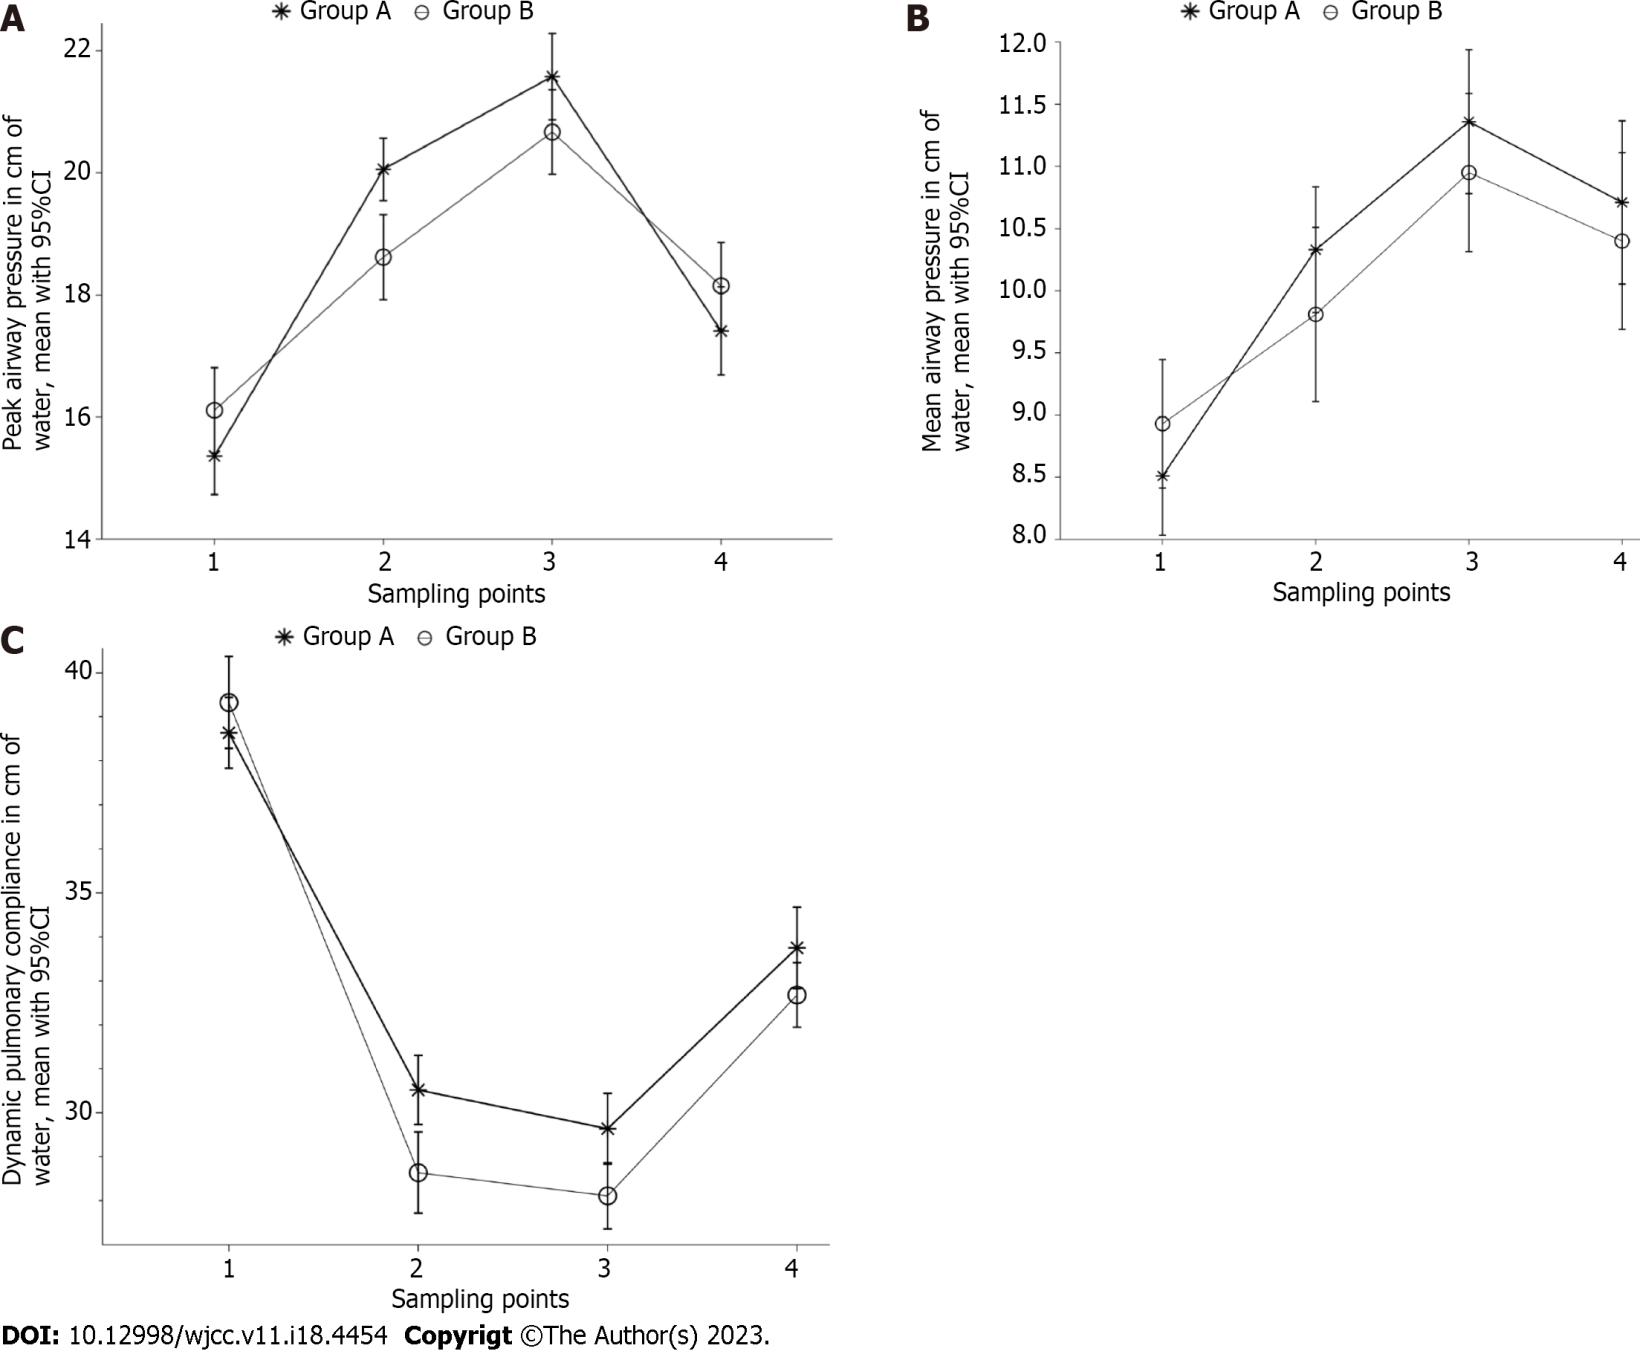 A
Group A Group B
22
20
18
16
14
1 2 3 4
Sampling points
Peak airway pressure in cm of
water, mean with 95%CI
B
Group A Group B
12.0
11.5
11.0
10.5
10.0
9.5
9.0
8.5
8.0
1 2 3 4
Sampling points
Mean airway pressure in cm of
water, mean with 95%CI
C
Group A Group B
40
35
30
1 2 3 4
Sampling points
Dynamic pulmonary compliance in cm of
water, mean with 95%CI
DOI: 10.12998/wjcc.v11.i18.4454 Copyrigt ©The Author(s) 2023.